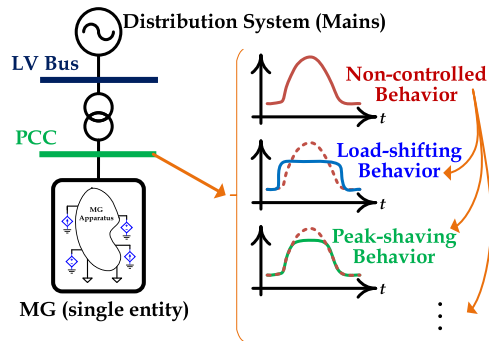 Distribution System (Mains)
LV Bus
PCC
MG
Apparatus
MG (single entity)
Non-controlled
Behavior
t
Load-shifting
Behavior
t
Peak-shaving
Behavior
t